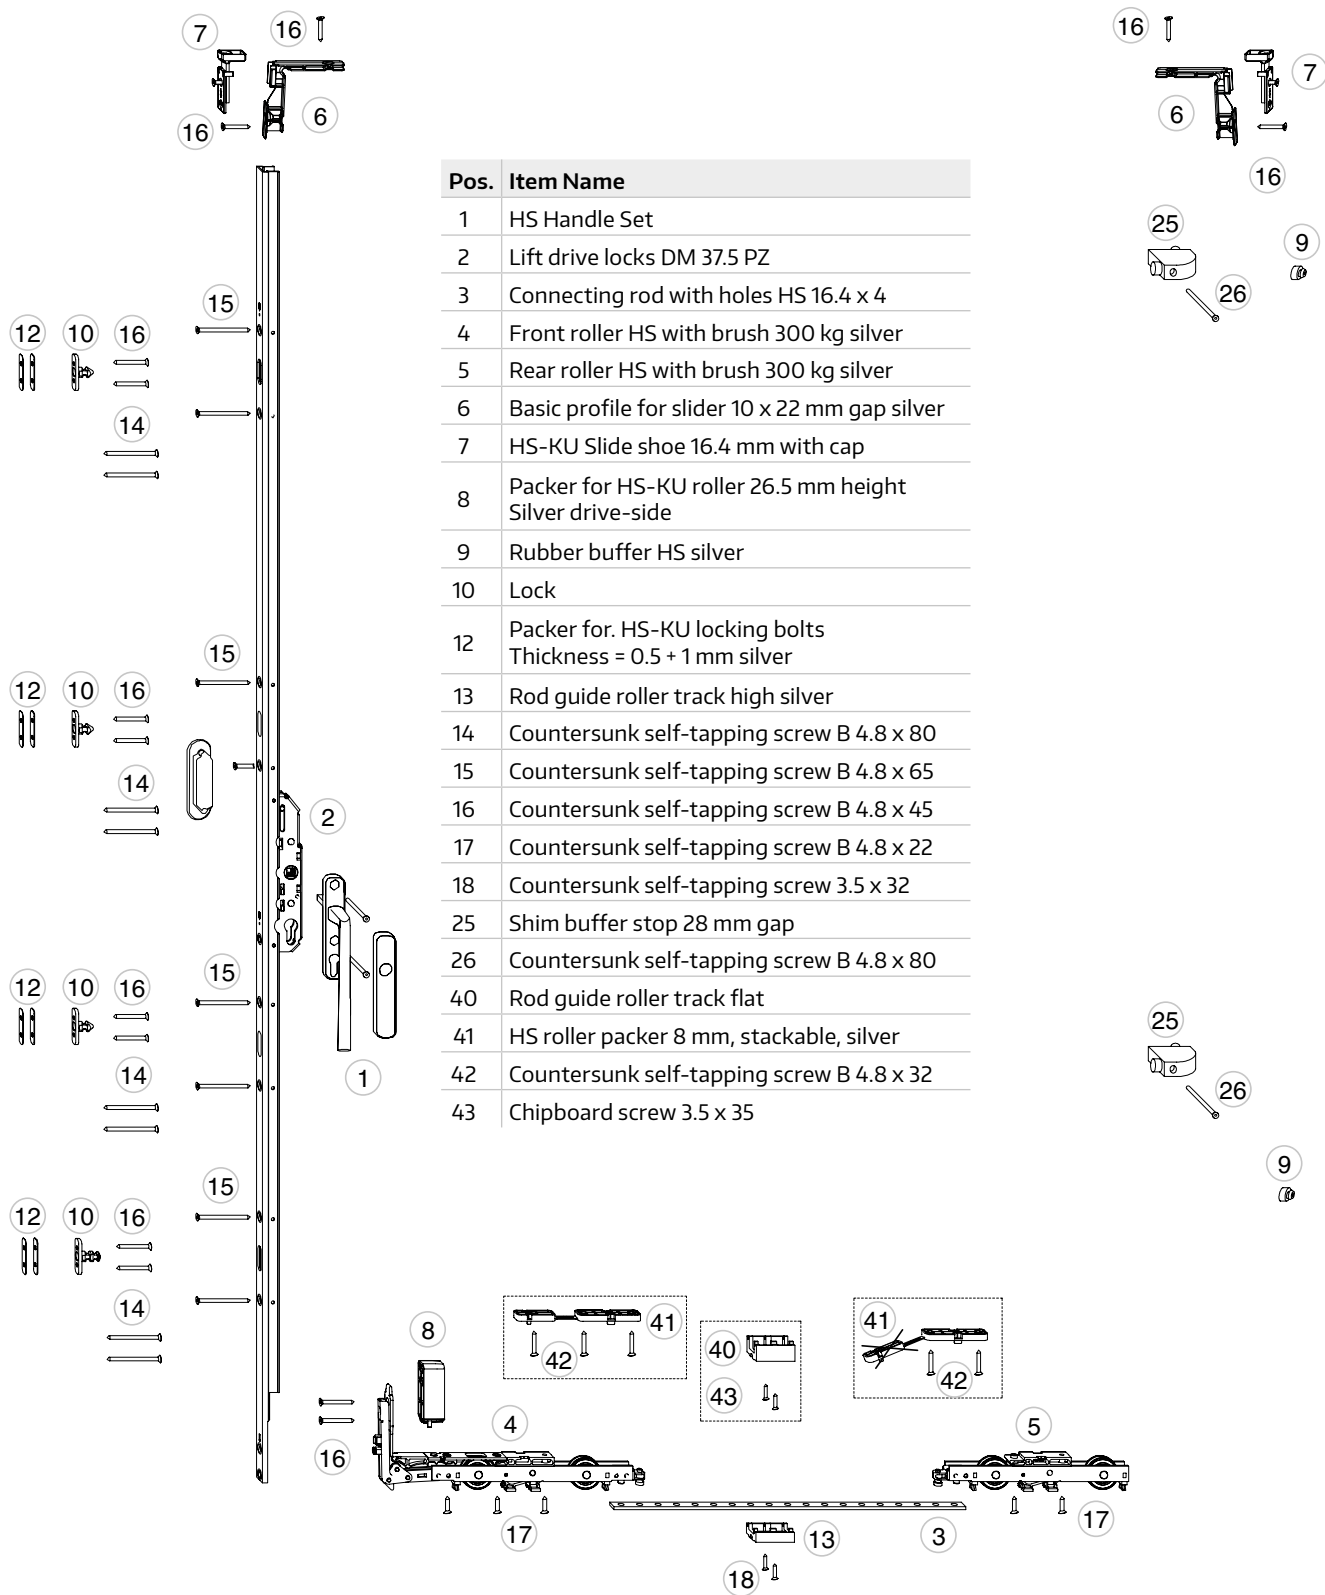 7
16
16
6
16
7
6
16
Pos. Item Name
1 HS Handle Set
2 Lift drive locks DM 37.5 PZ
3 Connecting rod with holes HS 16.4 x 4
4 Front roller HS with brush 300 kg silver
5 Rear roller HS with brush 300 kg silver
6 Basic profile for slider 10 x 22 mm gap silver
7 HS-KU Slide shoe 16.4 mm with cap
8 Packer for HS-KU roller 26.5 mm height
Silver drive-side
9 Rubber buffer HS silver
10 Lock
12 Packer for. HS-KU locking bolts
Thickness = 0.5 + 1 mm silver
13 Rod guide roller track high silver
14 Countersunk self-tapping screw B 4.8 x 80
15 Countersunk self-tapping screw B 4.8 x 65
16 Countersunk self-tapping screw B 4.8 x 45
17 Countersunk self-tapping screw B 4.8 x 22
18 Countersunk self-tapping screw 3.5 x 32
25 Shim buffer stop 28 mm gap
26 Countersunk self-tapping screw B 4.8 x 80
40 Rod guide roller track flat
41 HS roller packer 8 mm, stackable, silver
42 Countersunk self-tapping screw B 4.8 x 32
43 Chipboard screw 3.5 x 35
25
9
26
15
12 10 16
14
15
12 10 16
14
2
15
12 10 16
14
1
25
26
9
15
12 10 16
14
8
41
42
40
43
41
42
16
4
5
17
13
3
17
18